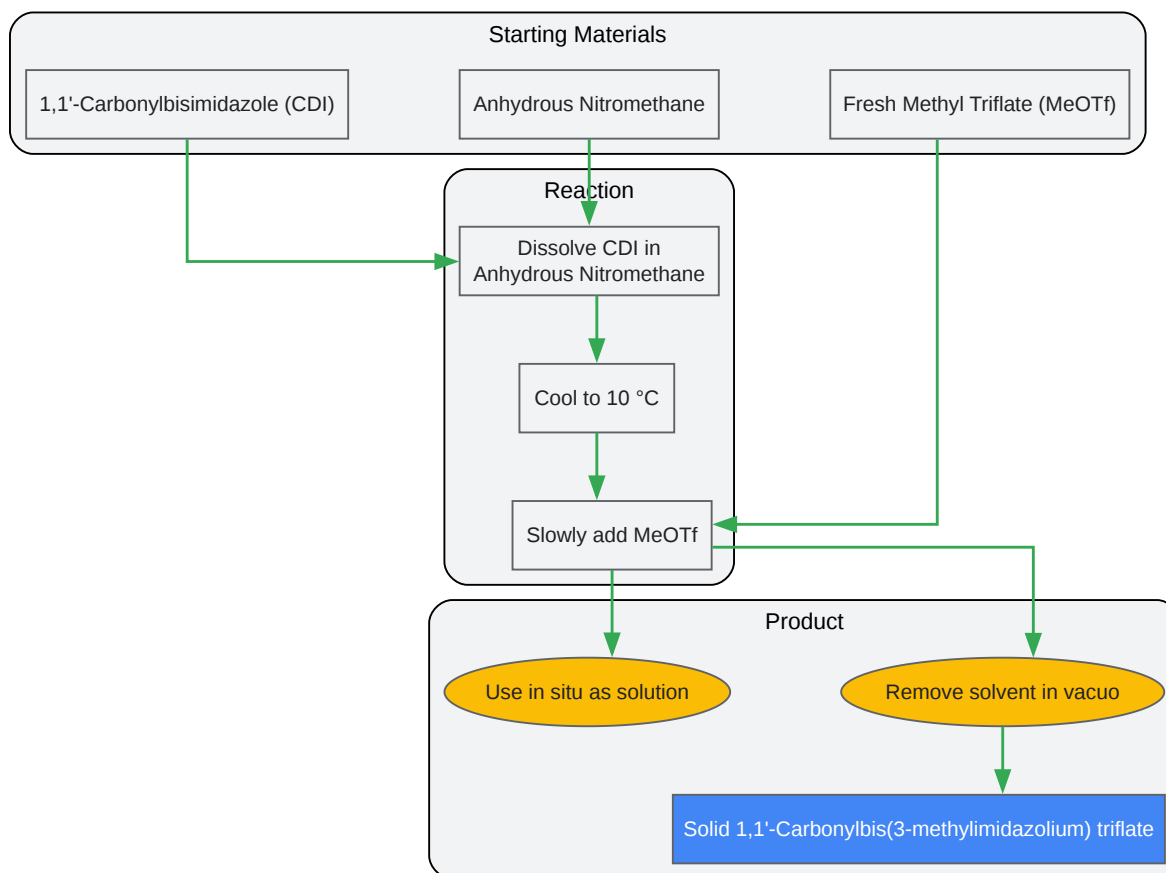 Starting Materials
1,1'-Carbonylbisimidazole (CDI)
Anhydrous Nitromethane
Fresh Methyl Triflate (MeOTf)
Reaction
Dissolve CDI in
Anhydrous Nitromethane
Cool to 10 °C
Slowly add MeOTf
Product
Use in situ as solution
Remove solvent in vacuo
Solid 1,1'-Carbonylbis(3-methylimidazolium) triflate